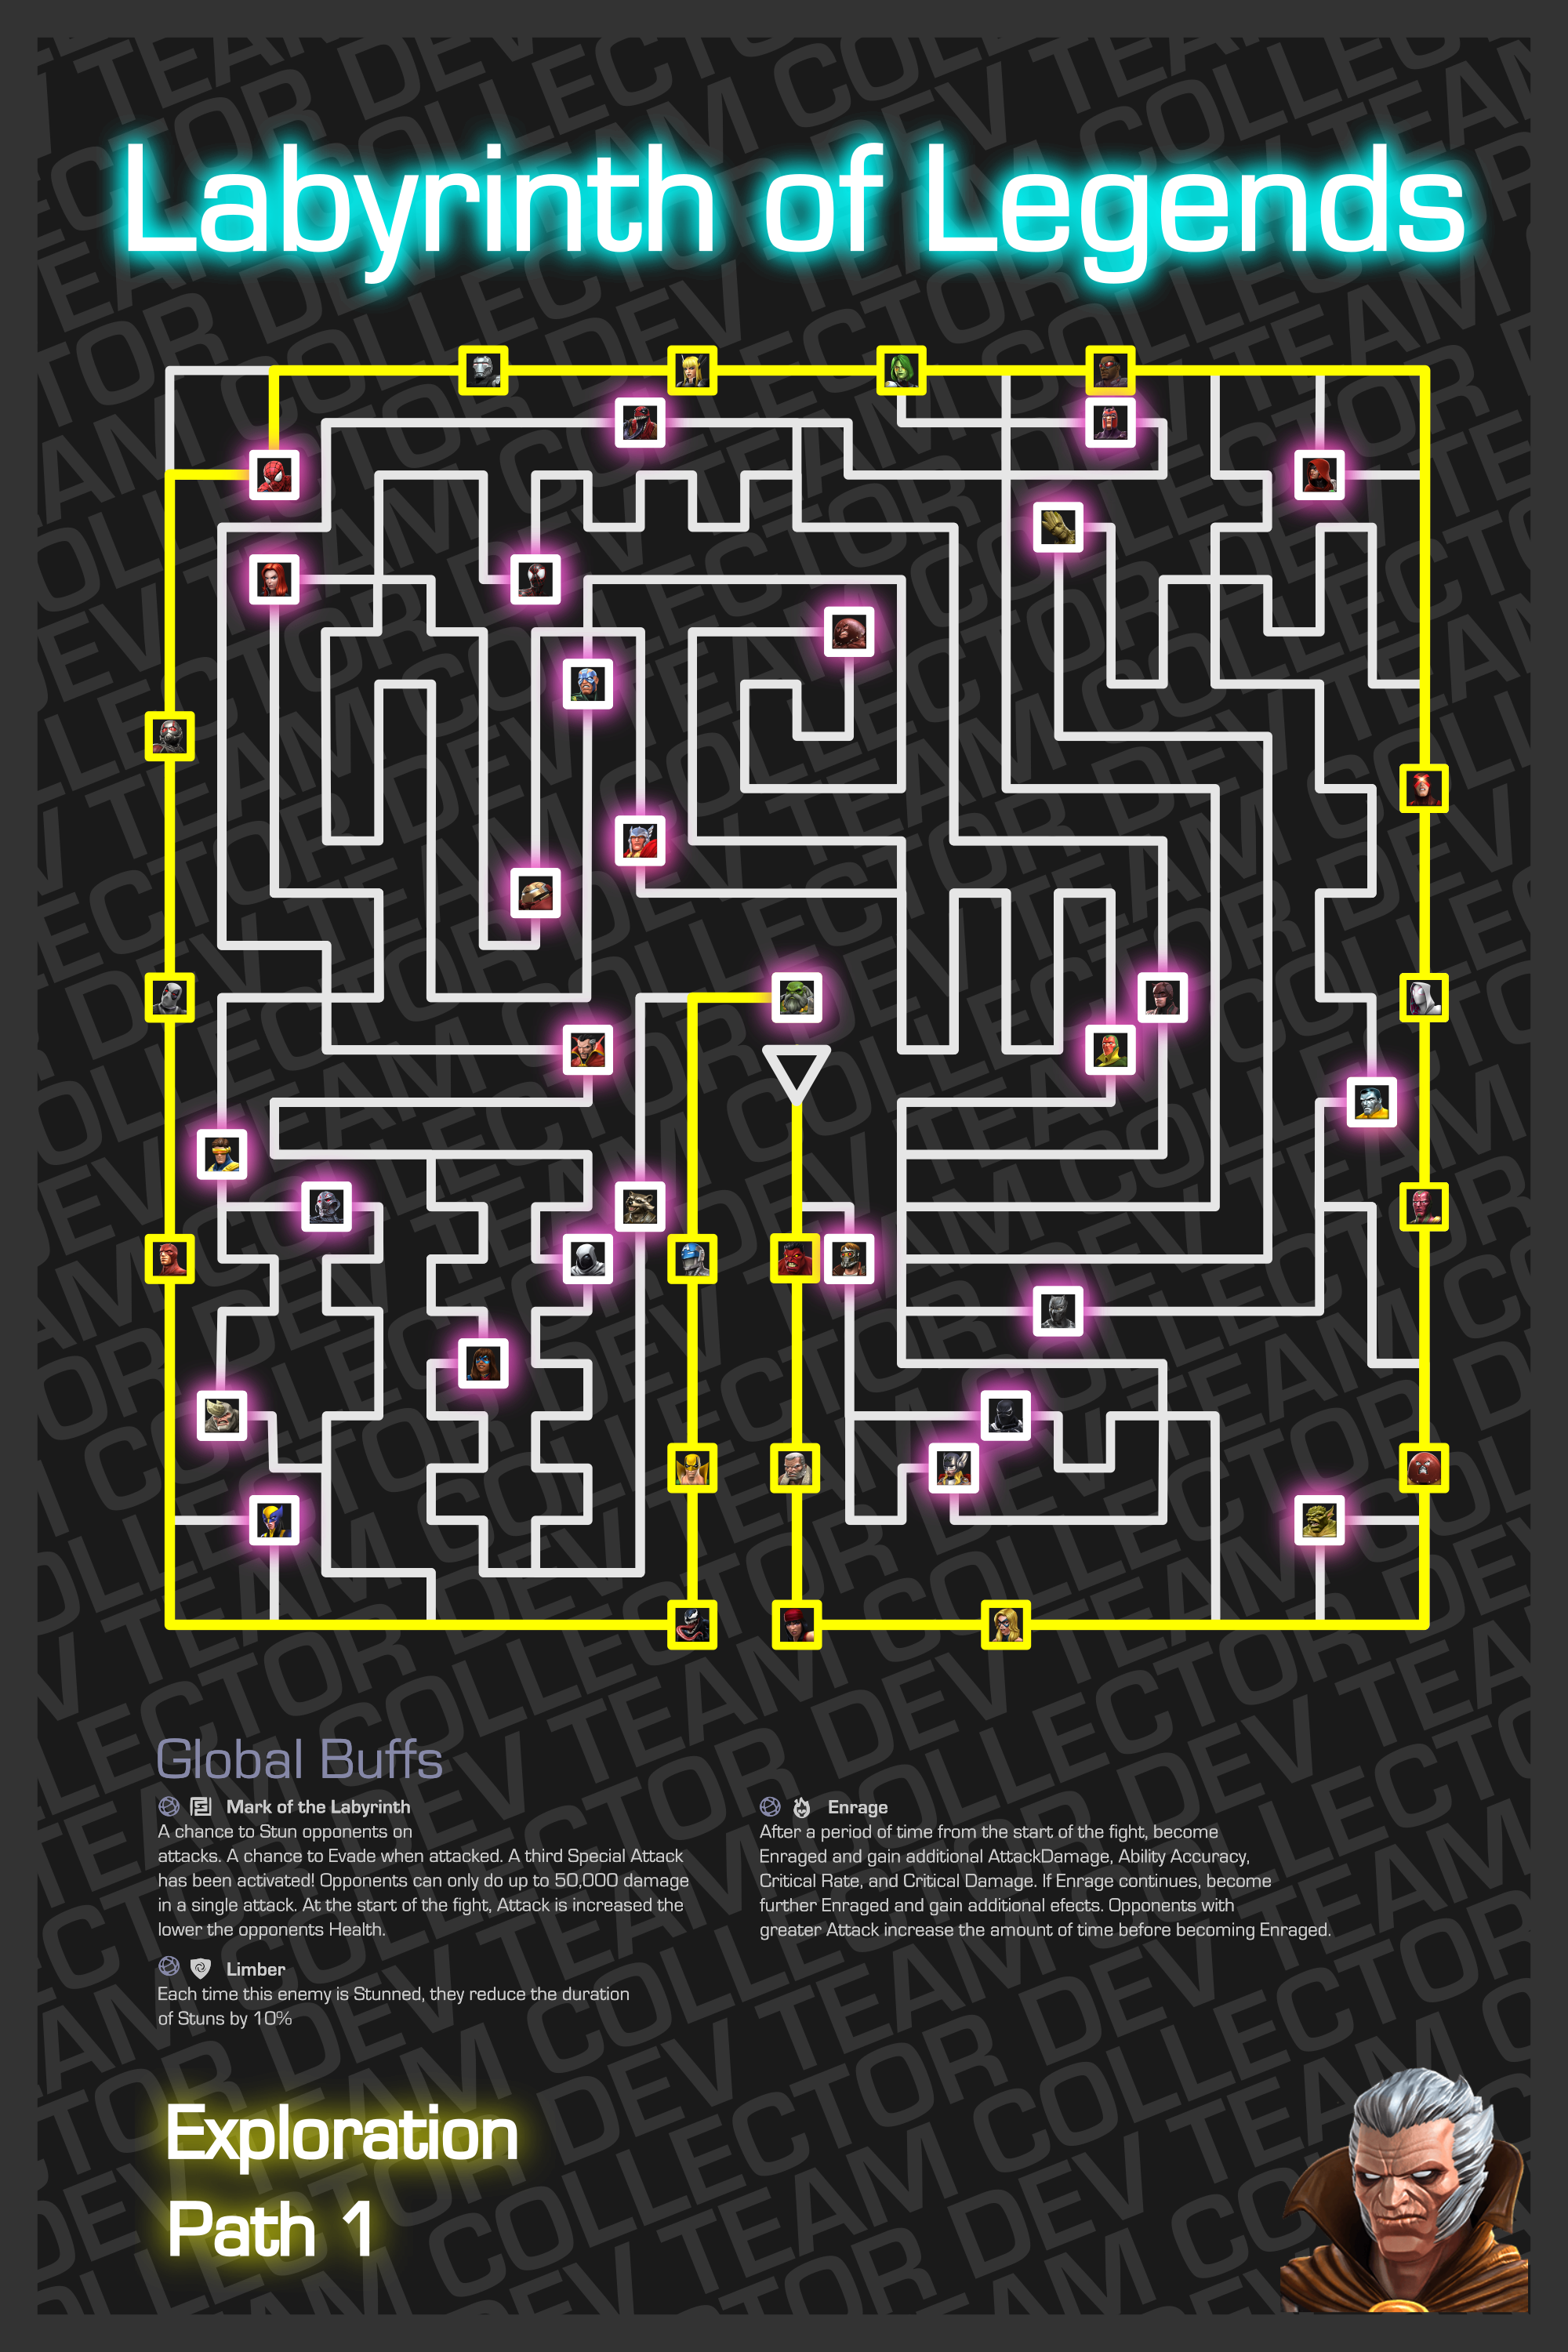 Labyrinth of Legends
Global Buffs
Mark of the Labyrinth
A chance to Stun opponents on
attacks. A chance to Evade when attacked. A third Special Attack
has been activated! Opponents can only do up to 50,000 damage
in a single attack. At the start of the fight, Attack is increased the
lower the opponents Health.
Limber
Each time this enemy is Stunned, they reduce the duration
of Stuns by 10%
Enrage
After a period of time from the start of the fight, become
Enraged and gain additional AttackDamage, Ability Accuracy,
Critical Rate, and Critical Damage. If Enrage continues, become
further Enraged and gain additional efects. Opponents with
greater Attack increase the amount of time before becoming Enraged.
Exploration
Path 1